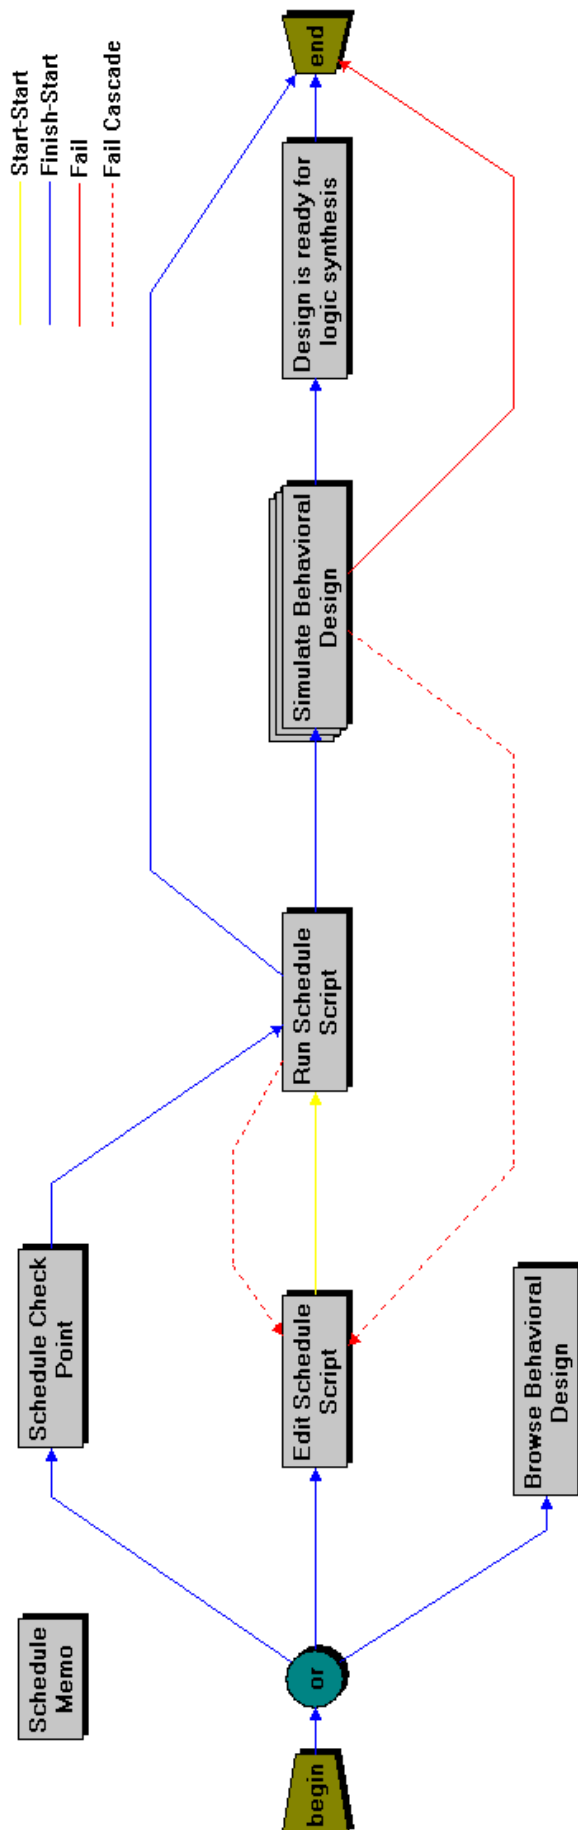 Start-Start
Finish-Start
Fail
Fail Cascade
Schedule
Memo
Schedule Check
Point
begin
or
Edit Schedule
Script
Run Schedule
Script
Simulate Behavioral
Design
Design is ready for
logic synthesis
end
Browse Behavioral
Design